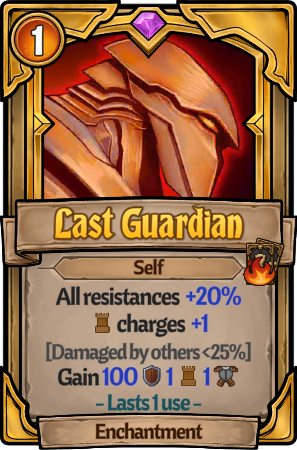 1
Last Guardian
Self
All resistances +20%
charges +1
[Damaged by others <25%]
Gain 100 1 1
- Lasts 1 use -
Enchantment